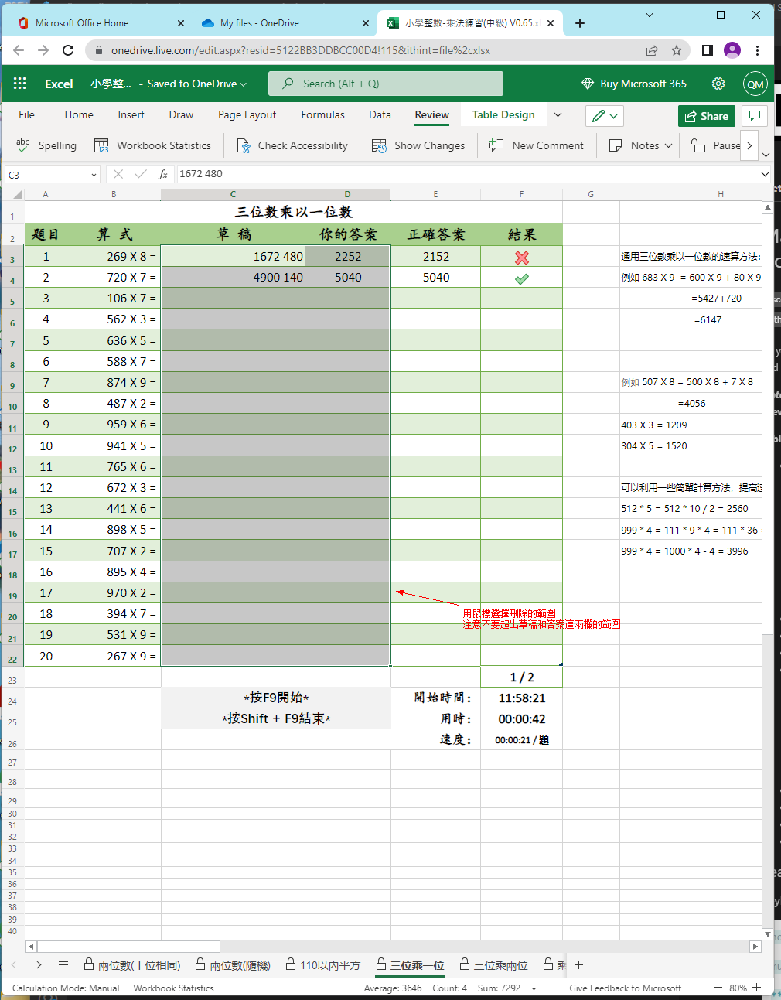 Microsoft Office Home
My files - OneDrive
小學整數-乘法練習(中級) V0.65.x
onedrive.live.com/edit.aspx?resid=5122BB3DDBCC00D4!115&ithint=file%2cxlsx
Excel 小學整... - Saved to OneDrive
Search (Alt + Q)
Buy Microsoft 365
QM
File Home Insert Draw Page Layout Formulas Data Review Table Design
Share
abc Spelling
123 Workbook Statistics
Check Accessibility
Show Changes
New Comment
Notes
Pause
C3
fx 1672 480
A B C D E F G H
1 三位數乘以一位數
2 題目 算 式 草 稿 你的答案 正確答案 結果
3 1 269 X 8 = 1672 480 2252 2152 通用三位數乘以一位數的速算方法:
4 2 720 X 7 = 4900 140 5040 5040 例如 683 X 9 = 600 X 9 + 80 X 9
5 3 106 X 7 = =5427+720
6 4 562 X 3 = =6147
7 5 636 X 5 =
8 6 588 X 7 =
9 7 874 X 9 = 例如 507 X 8 = 500 X 8 + 7 X 8
10 8 487 X 2 = =4056
11 9 959 X 6 = 403 X 3 = 1209
12 10 941 X 5 = 304 X 5 = 1520
13 11 765 X 6 =
14 12 672 X 3 = 可以利用一些簡單計算方法，提高
15 13 441 X 6 = 512 * 5 = 512 * 10 / 2 = 2560
16 14 898 X 5 = 999 * 4 = 111 * 9 * 4 = 111 * 36
17 15 707 X 2 = 999 * 4 = 1000 * 4 - 4 = 3996
18 16 895 X 4 =
19 17 970 X 2 =
20 18 394 X 7 =
用鼠標選擇刪除的範圍
注意不要超出草稿和答案這兩欄的範圍
21 19 531 X 9 =
22 20 267 X 9 =
23 1 / 2
24 *按F9開始* 開始時間： 11:58:21
25 *按Shift + F9結束* 用時： 00:00:42
26 速度： 00:00:21 / 題
27
28
29
30
31
32
33
34
35
36
37
38
39
40
兩位數(十位相同) 兩位數(隨機) 110以內平方 三位乘一位 三位乘兩位
Calculation Mode: Manual Workbook Statistics Average: 3646 Count: 4 Sum: 7292 Give Feedback to Microsoft 80%